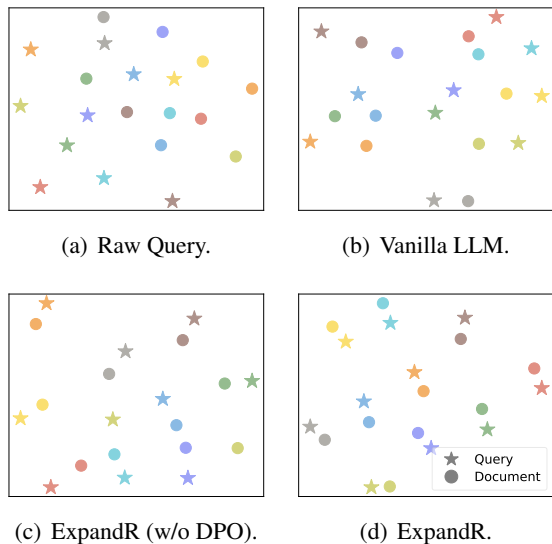 (a) Raw Query.
(b) Vanilla LLM.
Query
Document
(c) ExpandR (w/o DPO).
(d) ExpandR.